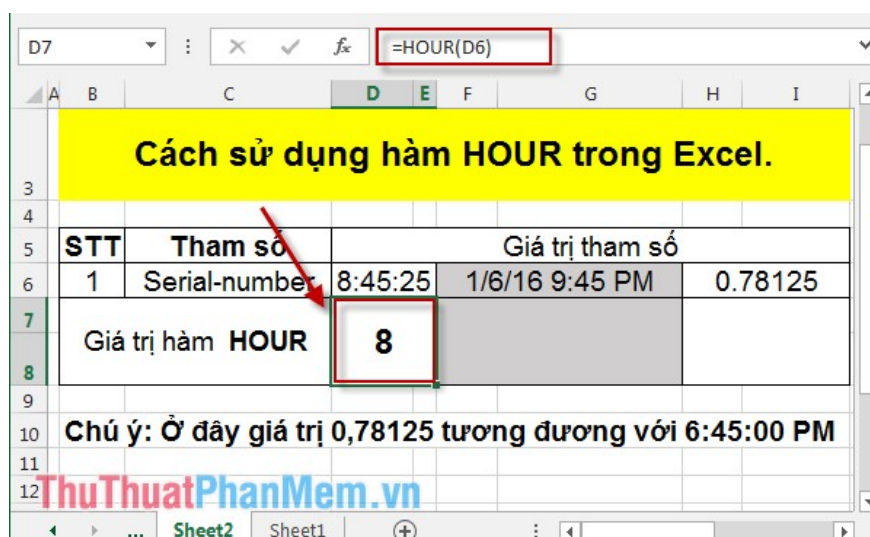 D7 fx =HOUR(D6)
A B C D E F G H I
3 Cách sử dụng hàm HOUR trong Excel.
4
5 STT Tham số Giá trị tham số
6 1 Serial-number 8:45:25 1/6/16 9:45 PM 0.78125
7 Giá trị hàm HOUR 8
8
9
10 Chú ý: Ở đây giá trị 0,78125 tương đương với 6:45:00 PM
11
12 ThuThuatPhanMem.vn
... Sheet2 Sheet1